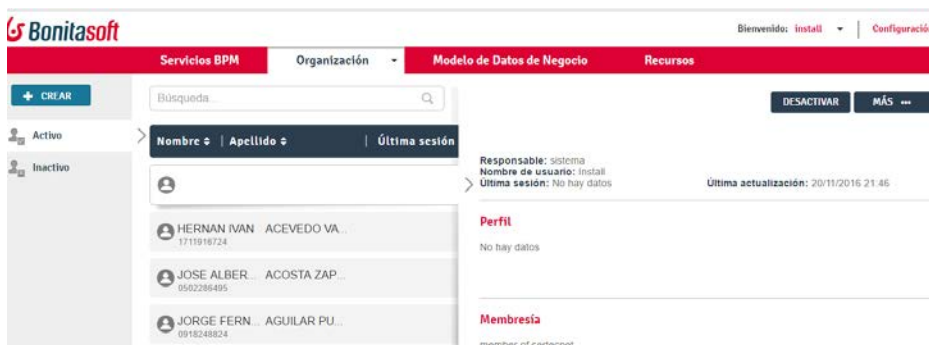 Bonitasoft
Bienvenido: install
Configuración
Servicios BPM Organización Modelo de Datos de Negocio Recursos
+ CREAR
Activo
Inactivo
Búsqueda...
Nombre Apellido Última sesión
HERNAN IVAN ACEVEDO VA...
1711916724
JOSE ALBER... ACOSTA ZAP...
0502286495
JORGE FERN... AGUILAR PU...
0918248824
DESACTIVAR MÁS ...
Responsable: sistema
Nombre de usuario: Install
Última sesión: No hay datos
Última actualización: 20/11/2016 21:46
Perfil
No hay datos
Membresía
member of